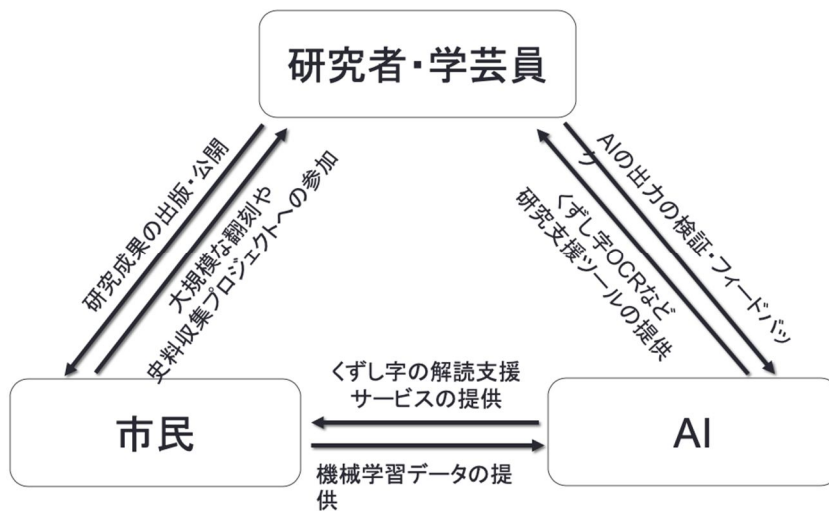 研究者・学芸員
研究成果の出版・公開
大規模な翻刻や
史料収集プロジェクトへの参加
AIの出力の検証・フィードバッ
ク
くずし字OCRなど
研究支援ツールの提供
くずし字の解読支援
サービスの提供
市民
AI
機械学習データの提
供